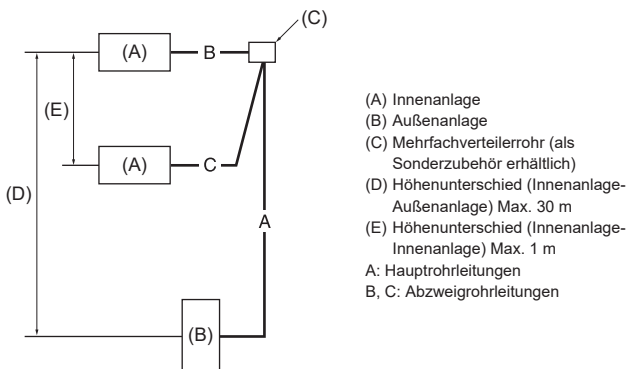 (C)
(A)
B
(E)
(A)
C
(D)
A
(B)
(A) Innenanlage
(B) Außenanlage
(C) Mehrfachverteilerrohr (als
Sonderzubehör erhältlich)
(D) Höhenunterschied (Innenanlage-
Außenanlage) Max. 30 m
(E) Höhenunterschied (Innenanlage-
Innenanlage) Max. 1 m
A: Hauptrohrleitungen
B, C: Abzweigrohrleitungen